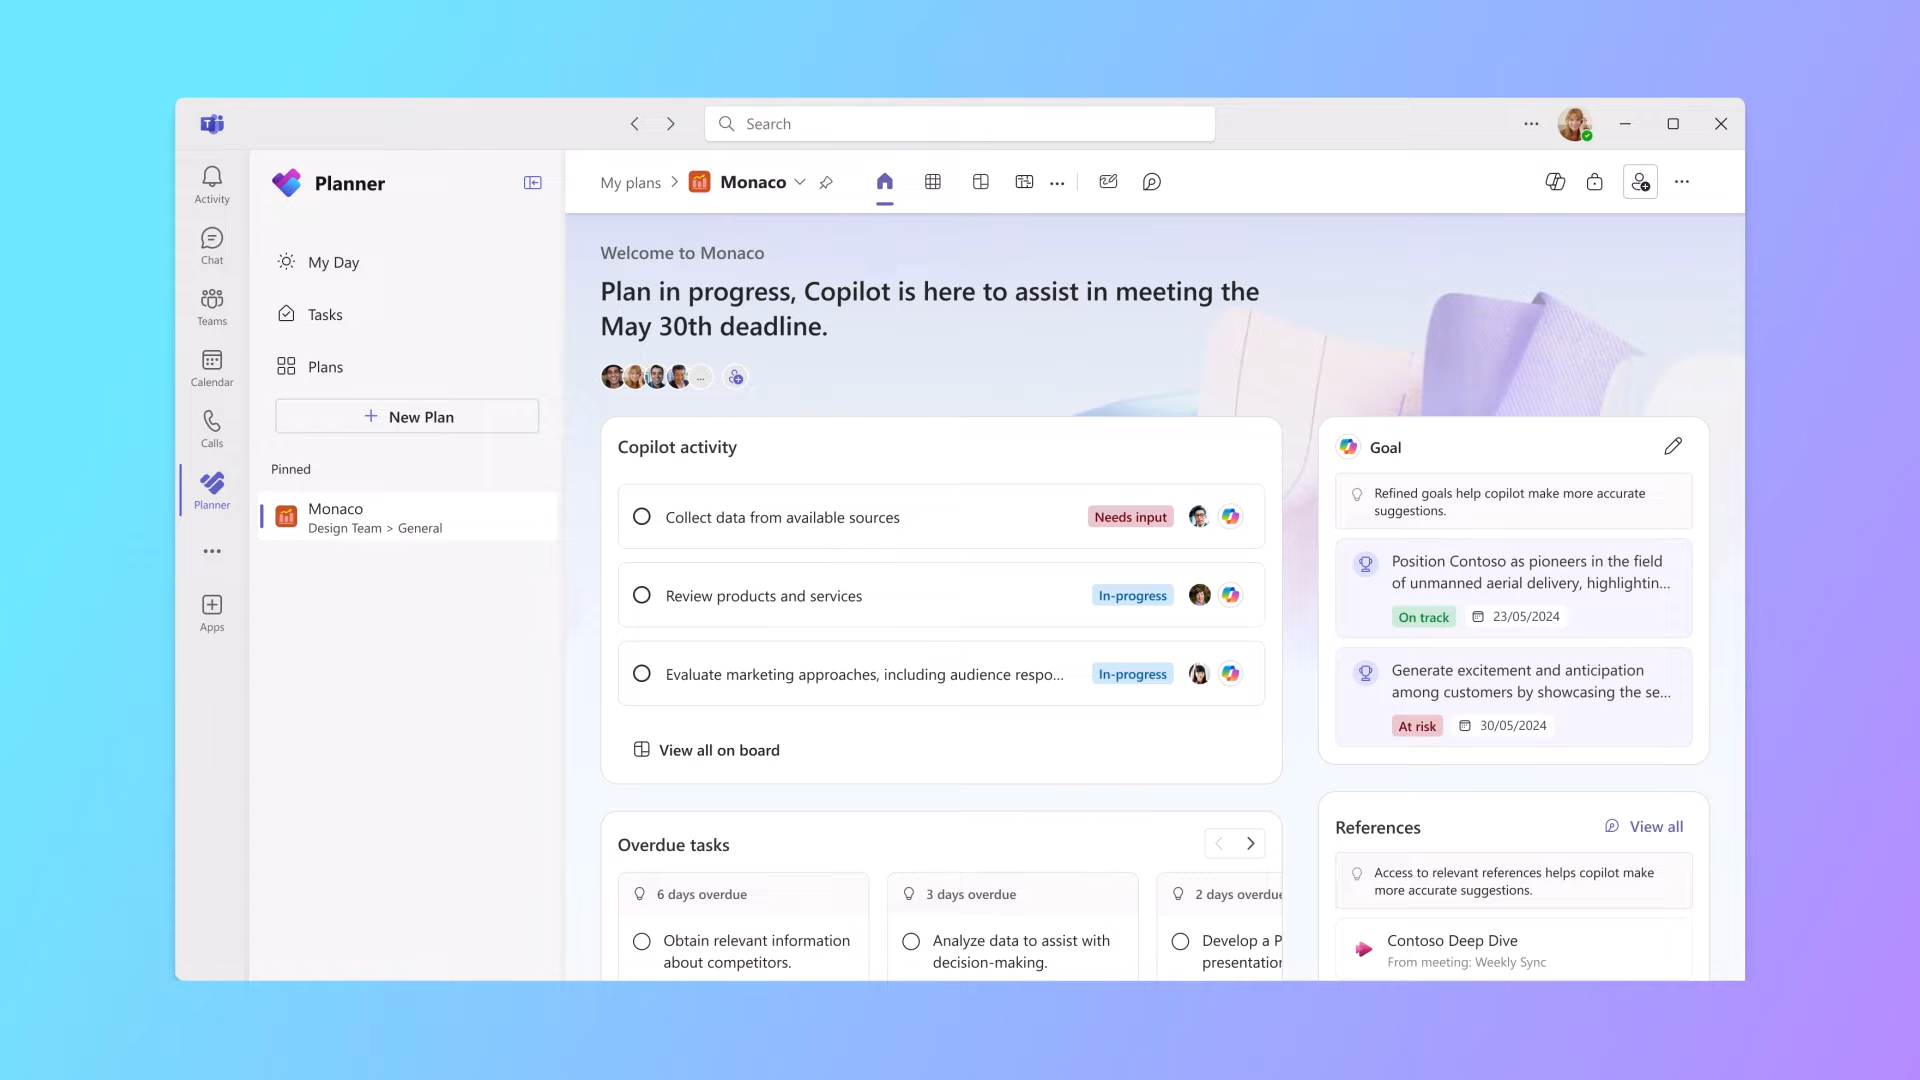 Search
Activity
Chat
Teams
Calendar
Calls
Planner
Apps
Planner
My Day
Tasks
Plans
New Plan
Pinned
Monaco
Design Team > General
My plans
Monaco
Welcome to Monaco
Plan in progress, Copilot is here to assist in meeting the
May 30th deadline.
...
Copilot activity
Collect data from available sources
Needs input
Review products and services
In-progress
Evaluate marketing approaches, including audience respo...
In-progress
View all on board
Overdue tasks
6 days overdue
Obtain relevant information
about competitors.
3 days overdue
Analyze data to assist with
decision-making.
2 days overdue
Develop a P
presentation
Goal
Refined goals help copilot make more accurate
suggestions.
Position Contoso as pioneers in the field
of unmanned aerial delivery, highlightin...
On track
23/05/2024
Generate excitement and anticipation
among customers by showcasing the se...
At risk
30/05/2024
References
View all
Access to relevant references helps copilot make
more accurate suggestions.
Contoso Deep Dive
From meeting: Weekly Sync